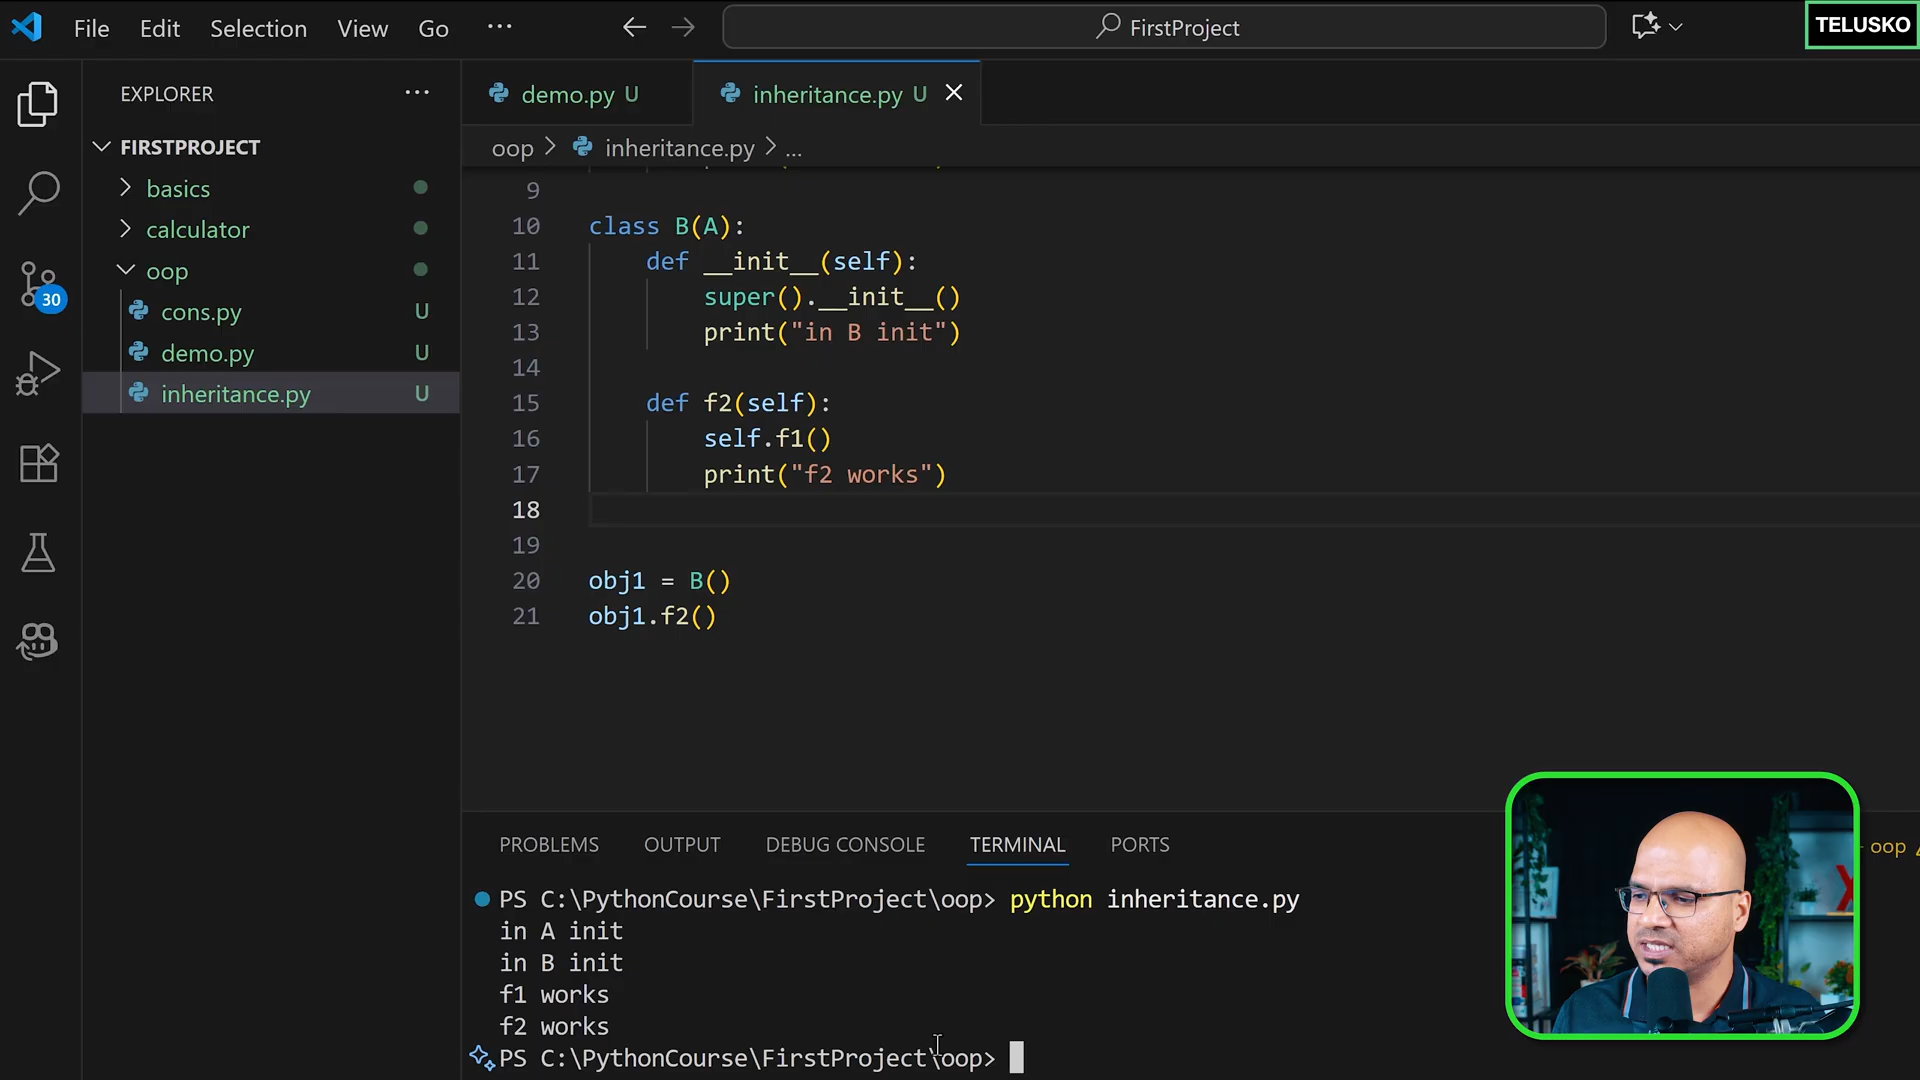 File Edit Selection View Go ...
FirstProject
TELUSKO
EXPLORER ...
FIRSTPROJECT
basics
calculator
oop
cons.py U
demo.py U
inheritance.py U
30
demo.py U
inheritance.py U
oop > inheritance.py > ...
9
10 class B(A):
11 def __init__(self):
12 super().__init__()
13 print("in B init")
14
15 def f2(self):
16 self.f1()
17 print("f2 works")
18
19
20 obj1 = B()
21 obj1.f2()
PROBLEMS OUTPUT DEBUG CONSOLE TERMINAL PORTS
oop
PS C:\PythonCourse\FirstProject\oop> python inheritance.py
in A init
in B init
f1 works
f2 works
PS C:\PythonCourse\FirstProject\oop>